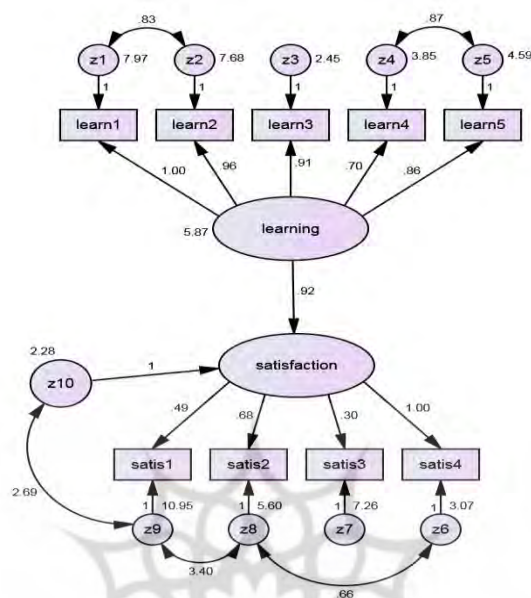 .83 .87
z1 7.97 z2 7.68 z3 2.45 z4 3.85 z5 4.59
1 1 1 1 1
learn1 learn2 learn3 learn4 learn5
1.00 .96 .91 .70 .86
5.87 learning
.92
2.28 satisfaction
z10 1
.49 .68 .30 1.00
satis1 satis2 satis3 satis4
2.69 1 10.95 1 5.60 1 7.26 1 3.07
z9 z8 z7 z6
3.40 .66